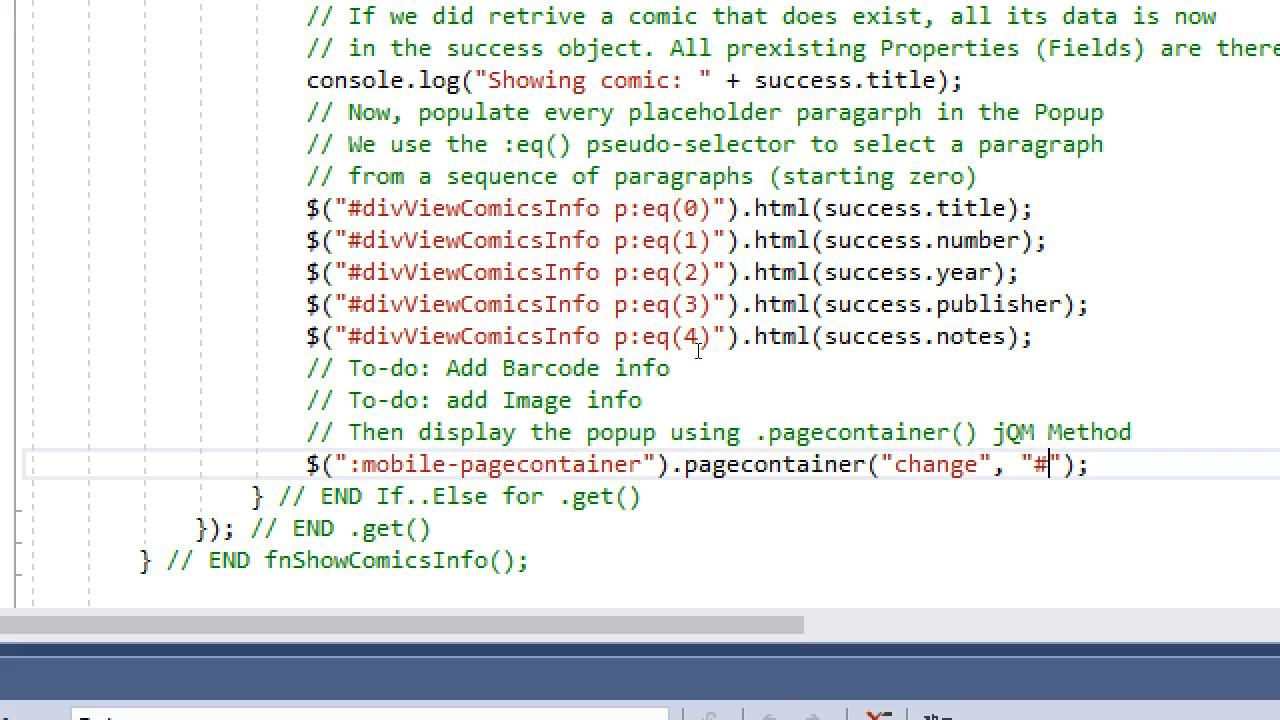 // If we did retrive a comic that does exist, all its data is now
// in the success object. All prexisting Properties (Fields) are there
console.log("Showing comic: " + success.title);
// Now, populate every placeholder paragarph in the Popup
// We use the :eq() pseudo-selector to select a paragraph
// from a sequence of paragraphs (starting zero)
$("#divViewComicsInfo p:eq(0)").html(success.title);
$("#divViewComicsInfo p:eq(1)").html(success.number);
$("#divViewComicsInfo p:eq(2)").html(success.year);
$("#divViewComicsInfo p:eq(3)").html(success.publisher);
$("#divViewComicsInfo p:eq(4)").html(success.notes);
// To-do: Add Barcode info
// To-do: add Image info
// Then display the popup using .pagecontainer() jQM Method
$(":mobile-pagecontainer").pagecontainer("change", "#");
} // END If..Else for .get()
}); // END .get()
} // END fnShowComicsInfo();